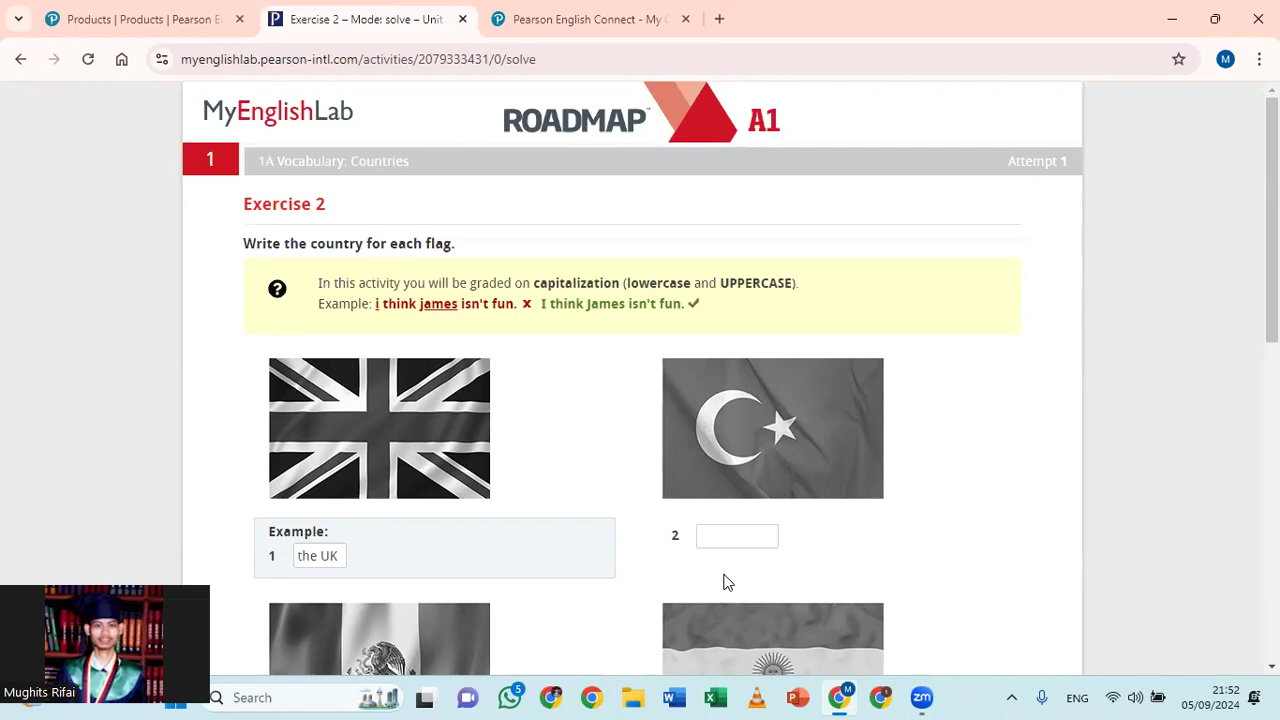 Products | Products | Pearson E
Exercise 2 – Mode: solve – Unit
Pearson English Connect - My C
myenglishlab.pearson-intl.com/activities/2079333431/0/solve
M
MyEnglishLab
ROADMAP™ A1
1
1A Vocabulary: Countries
Attempt 1
Exercise 2
Write the country for each flag.
In this activity you will be graded on capitalization (lowercase and UPPERCASE).
Example: i think james isn't fun. × I think James isn't fun. ✓
Example:
1 the UK
2
Mughits Rifai
Search
5
M
zm
ENG
21:52
05/09/2024